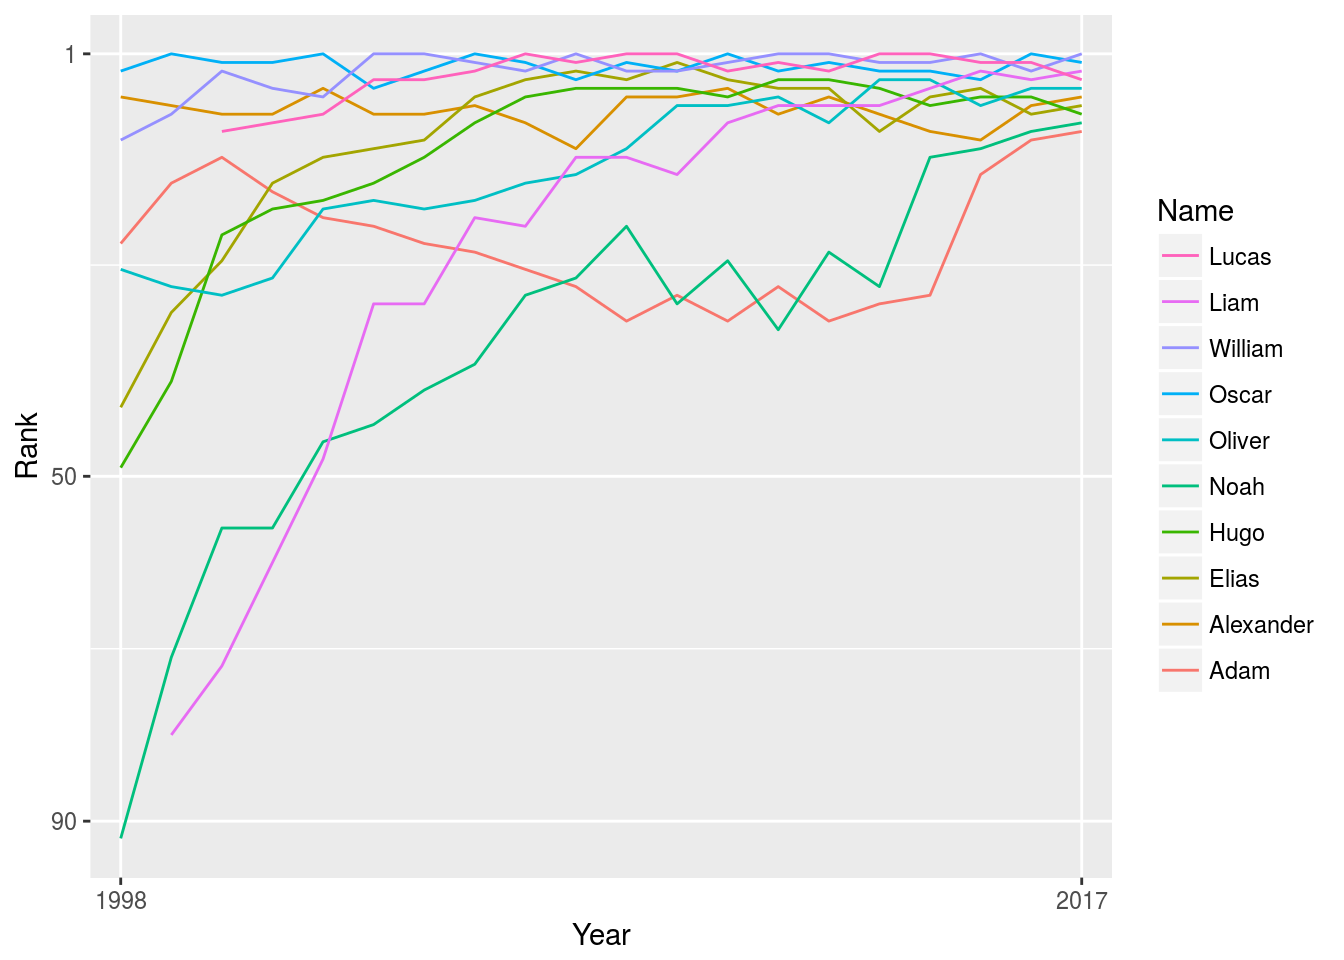 1
50
90
Rank
1998
2017
Year
Name
Lucas
Liam
William
Oscar
Oliver
Noah
Hugo
Elias
Alexander
Adam